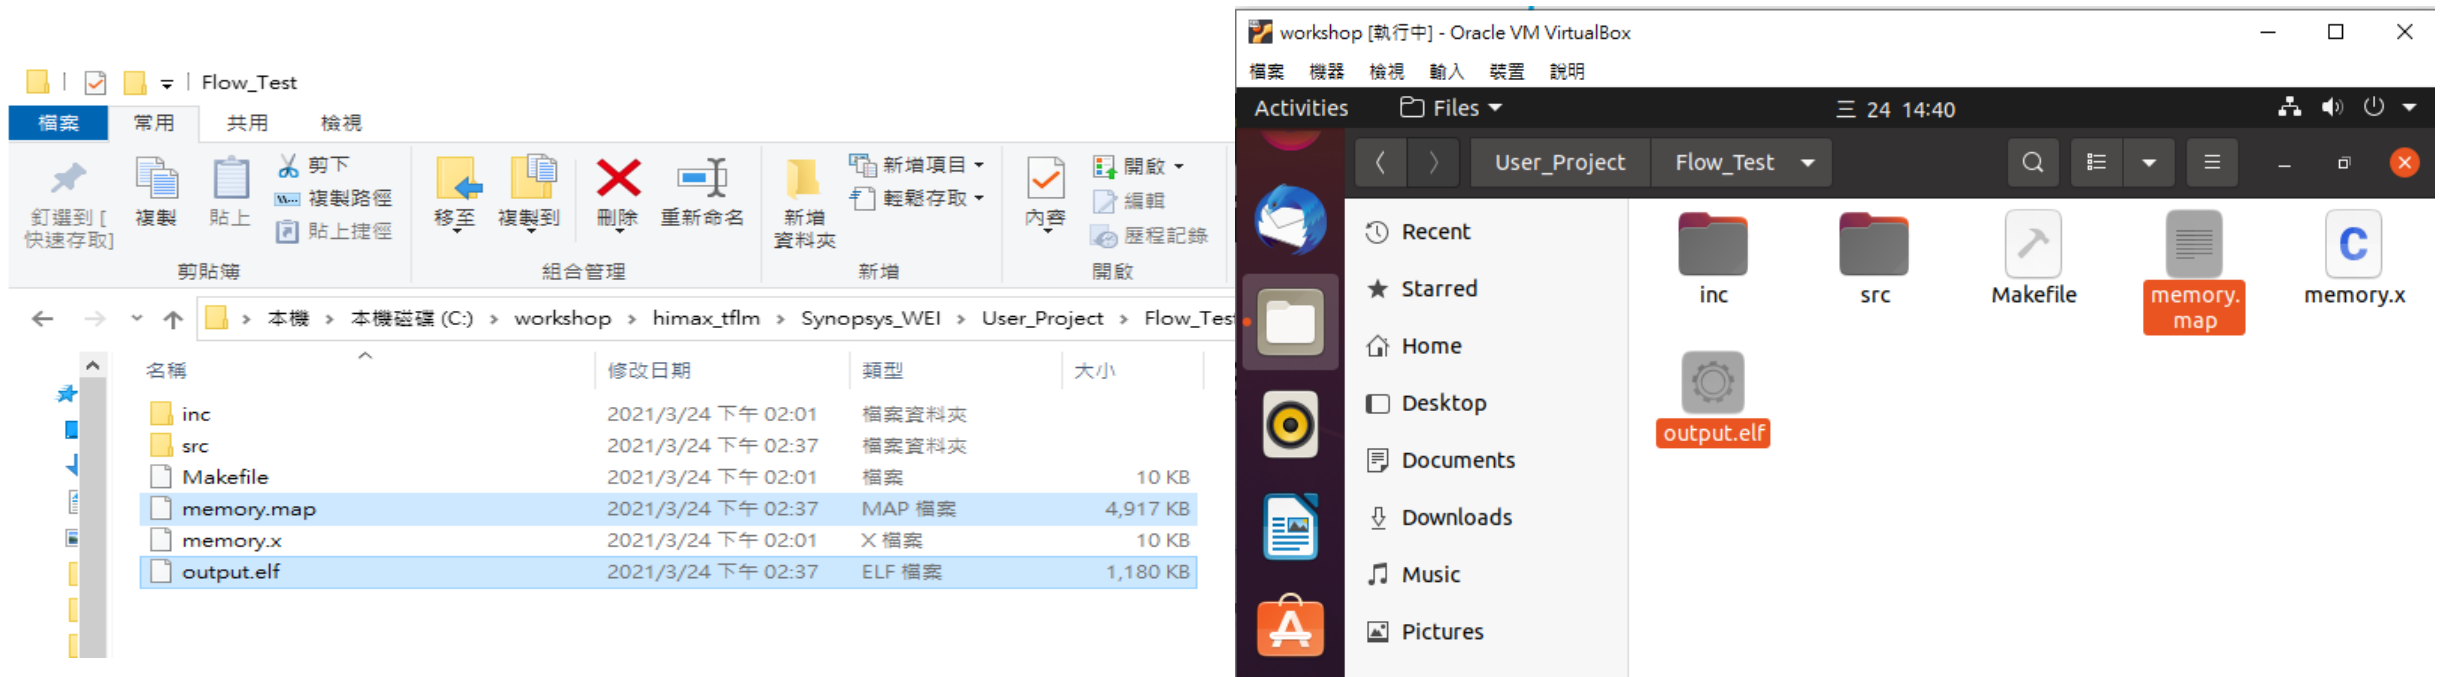 Flow_Test
檔案 常用 共用 檢視
釘選到 [
快速存取]
複製
貼上
剪下
複製路徑
貼上捷徑
移至
複製到
刪除
重新命名
新增
資料夾
新增項目
輕鬆存取
內容
開啟
編輯
歷程記錄
剪貼簿 組合管理 新增 開啟
本機 > 本機磁碟 (C:) > workshop > himax_tflm > Synopsys_WEI > User_Project > Flow_Tes
名稱 修改日期 類型 大小
inc 2021/3/24 下午 02:01 檔案資料夾
src 2021/3/24 下午 02:37 檔案資料夾
Makefile 2021/3/24 下午 02:01 檔案 10 KB
memory.map 2021/3/24 下午 02:37 MAP 檔案 4,917 KB
memory.x 2021/3/24 下午 02:01 X 檔案 10 KB
output.elf 2021/3/24 下午 02:37 ELF 檔案 1,180 KB
workshop [執行中] - Oracle VM VirtualBox
檔案 機器 檢視 輸入 裝置 說明
Activities Files 三 24 14:40
User_Project Flow_Test
Recent
Starred
Home
Desktop
Documents
Downloads
Music
Pictures
inc src Makefile memory.
map memory.x
output.elf